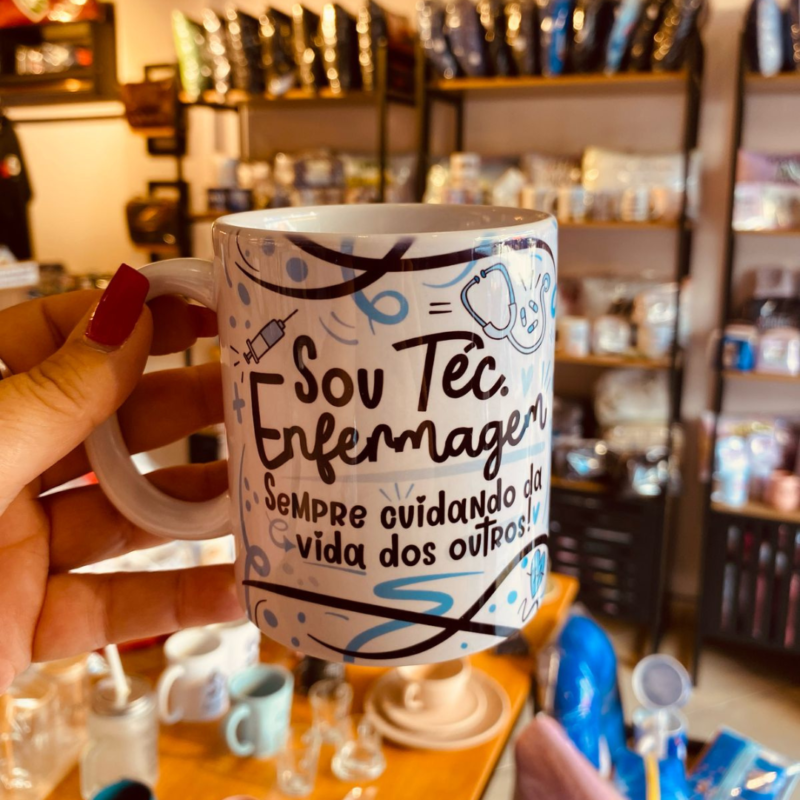 Sou Téc.
Enfermagem
Sempre cuidando da
vida dos outros!